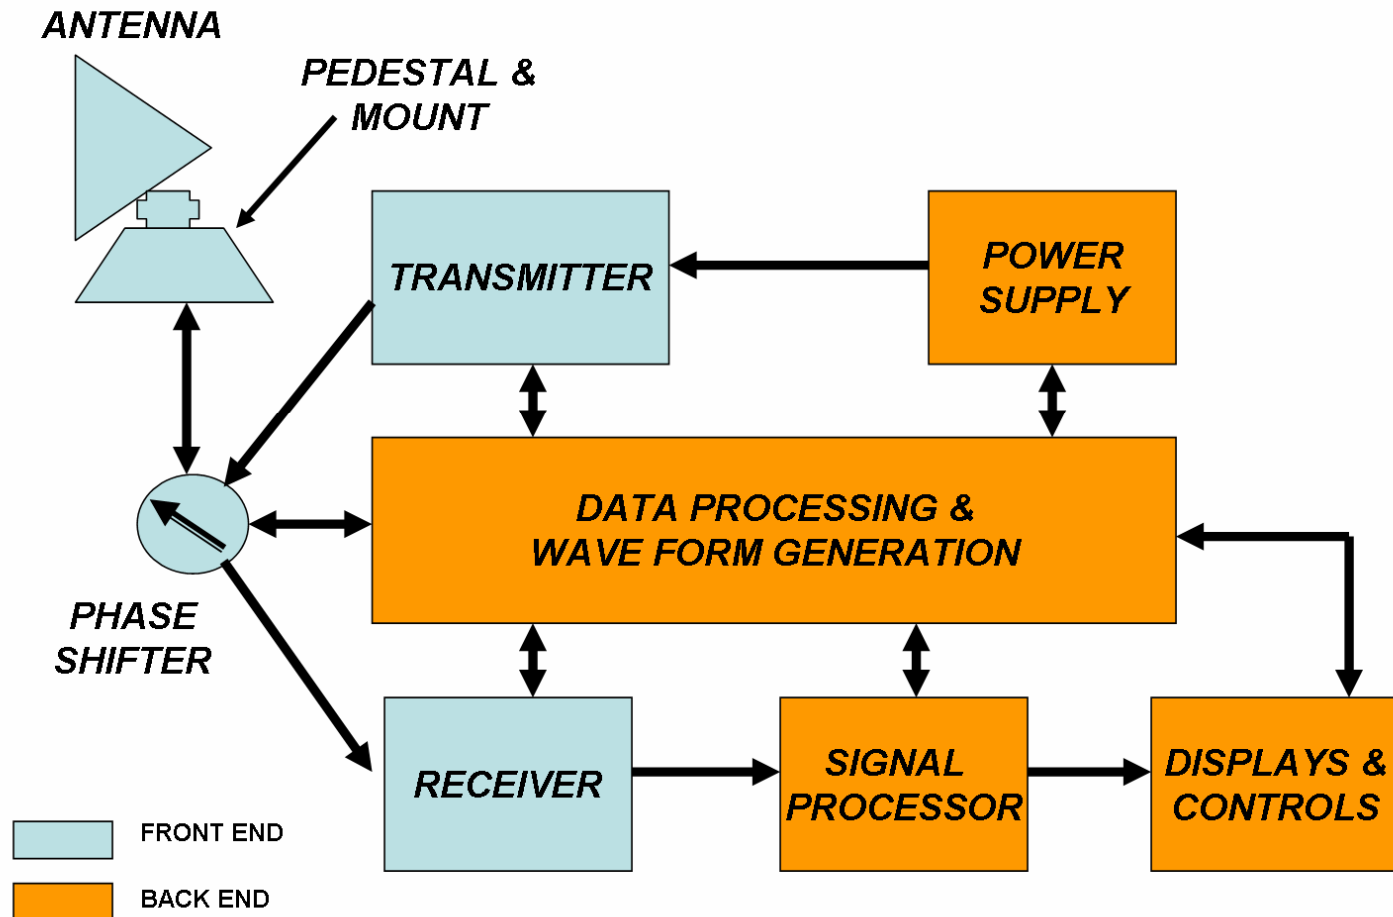 ANTENNA
PEDESTAL &
MOUNT
TRANSMITTER
POWER
SUPPLY
DATA PROCESSING &
WAVE FORM GENERATION
PHASE
SHIFTER
RECEIVER
SIGNAL
PROCESSOR
DISPLAYS &
CONTROLS
FRONT END
BACK END